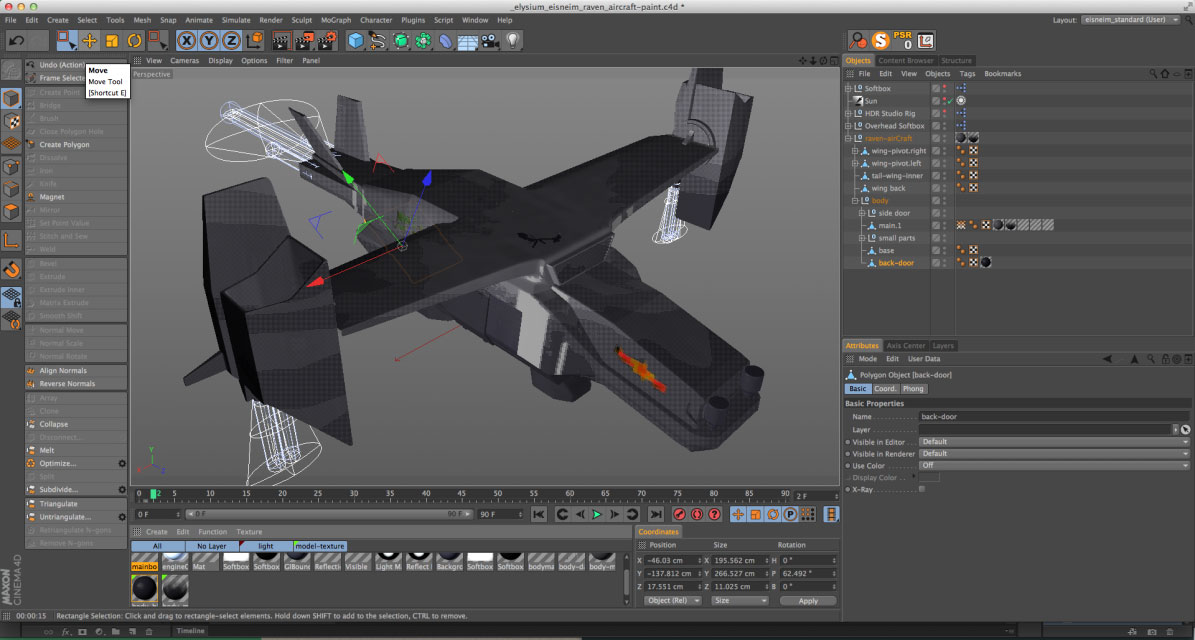 _elysium_eisneim_raven_aircraft-paint.c4d *
File Edit Create Select Tools Mesh Snap Animate Simulate Render Sculpt MoGraph Character Plugins Script Window Help
Layout: eisneim_standard (User)
PSR
0
Undo (Action)
Frame Selecte
Move
Move Tool
[Shortcut E]
Create Point
Bridge
Brush
Close Polygon Hole
Create Polygon
Dissolve
Iron
Knife
Magnet
Mirror
Set Point Value
Stitch and Sew
Weld
Bevel
Extrude
Extrude Inner
Matrix Extrude
Smooth Shift
Normal Move
Normal Scale
Normal Rotate
Align Normals
Reverse Normals
Array
Clone
Collapse
Disconnect...
Melt
Optimize...
Split
Subdivide...
Triangulate
Untriangulate...
Retriangulate N-gons
Remove N-gons
MAXON
CINEMA 4D
View Cameras Display Options Filter Panel
Perspective
Y
X
Z
Objects Content Browser Structure
File Edit View Objects Tags Bookmarks
Softbox
Sun
HDR Studio Rig
Overhead Softbox
raven-airCraft
wing-pivot.right
wing-pivot.left
tail-wing-inner
wing back
body
side door
main.1
small parts
base
back-door
Attributes Axis Center Layers
Mode Edit User Data
Polygon Object [back-door]
Basic Coord. Phong
Basic Properties
Name back-door
Layer
Visible in Editor Default
Visible in Renderer Default
Use Color Off
Display Color
X-Ray
0 2 5 10 15 20 25 30 35 40 45 50 55 60 65 70 75 80 85 90 2 F
0 F 0 F 90 F 90 F
Create Edit Function Texture
All No Layer light model-texture
mainbo engineC Mat Softbox Softbox GIBoun Reflecti Visible Light M Reflect Backgro Softbox Softbox bodyma body-d body-m
Coordinates
Position Size Rotation
X -46.03 cm X 195.562 cm H 0 °
Y -137.812 cm Y 266.527 cm P 62.492 °
Z 17.551 cm Z 11.025 cm B 0 °
Object (Rel) Size Apply
00:00:15 Rectangle Selection: Click and drag to rectangle-select elements. Hold down SHIFT to add to the selection, CTRL to remove.
Timeline